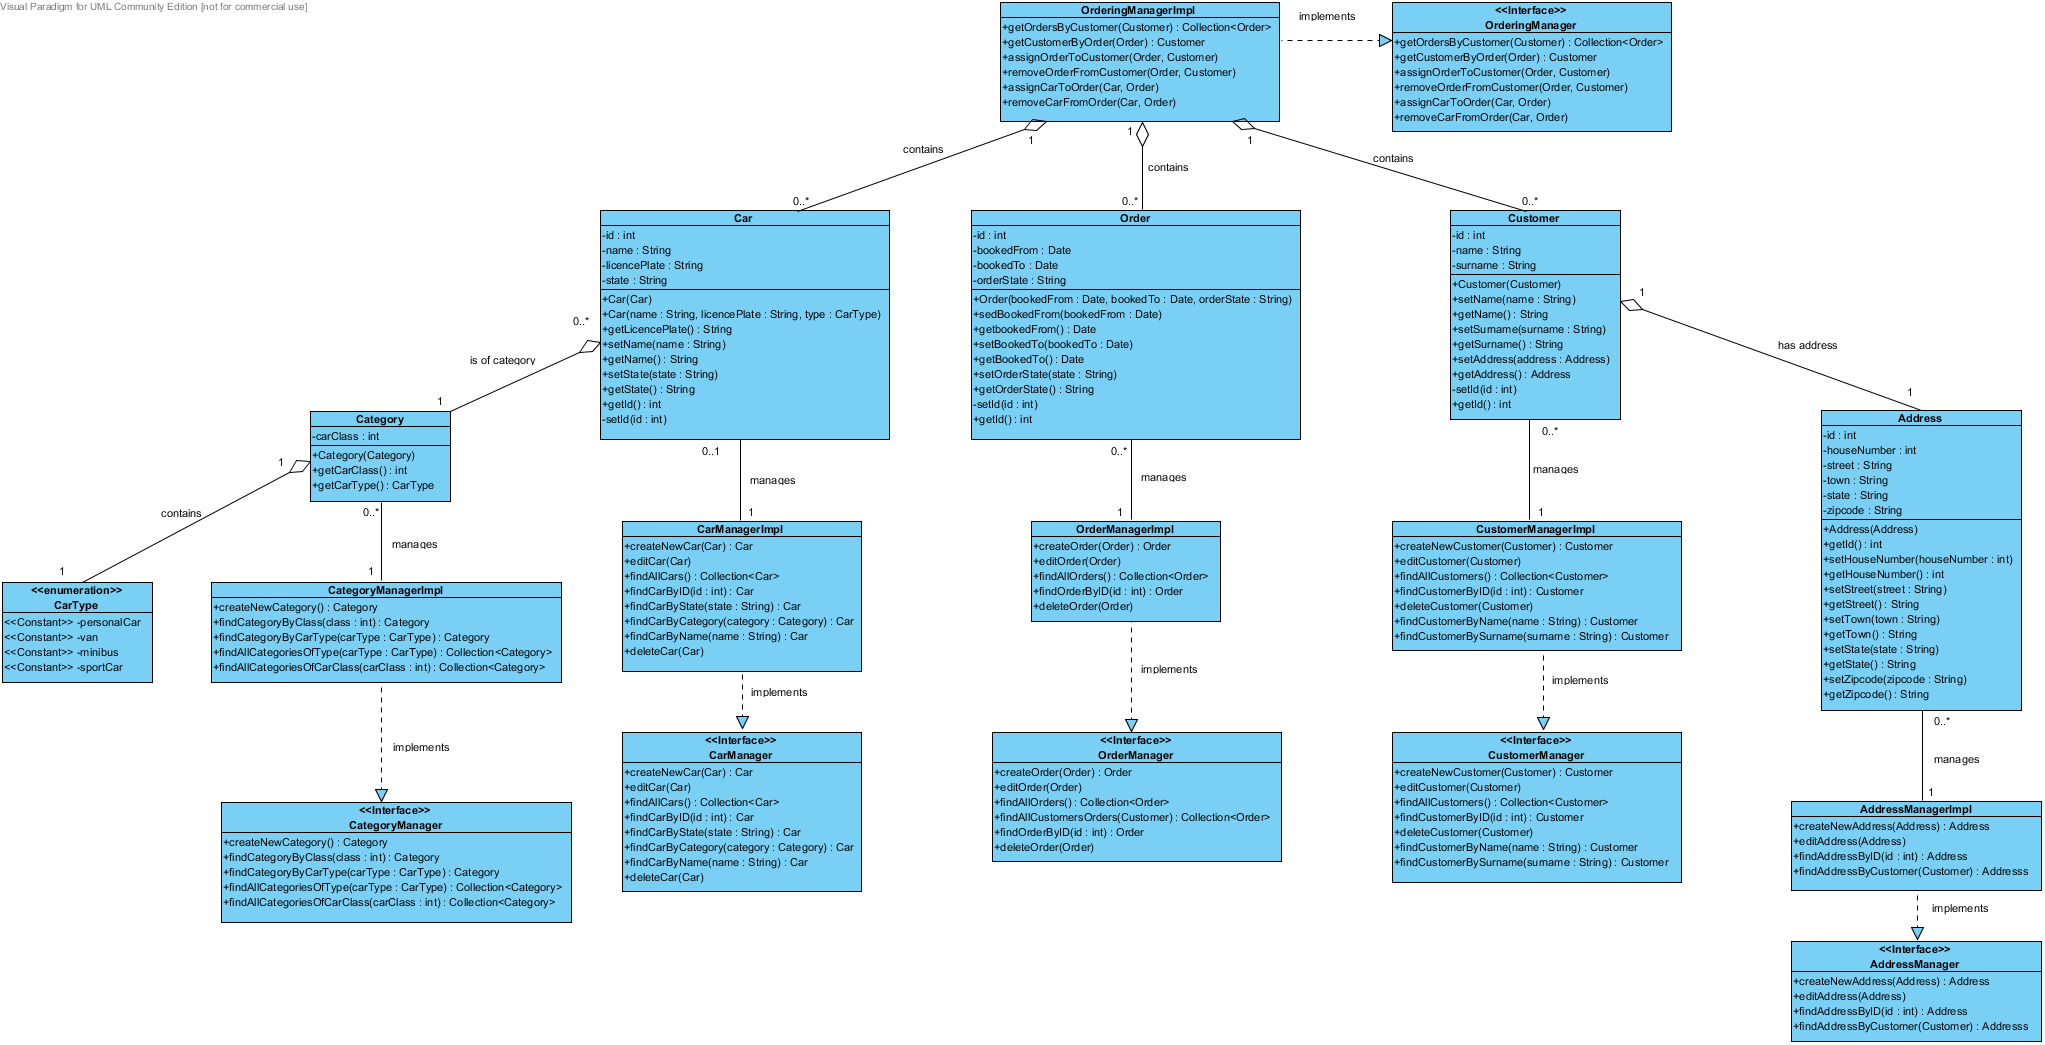 Visual Paradigm for UML Community Edition [not for commercial use]
OrderingManagerImpl
+getOrdersByCustomer(Customer) : Collection<Order>
+getCustomerByOrder(Order) : Customer
+assignOrderToCustomer(Order, Customer)
+removeOrderFromCustomer(Order, Customer)
+assignCarToOrder(Car, Order)
+removeCarFromOrder(Car, Order)
implements
<<Interface>>
OrderingManager
+getOrdersByCustomer(Customer) : Collection<Order>
+getCustomerByOrder(Order) : Customer
+assignOrderToCustomer(Order, Customer)
+removeOrderFromCustomer(Order, Customer)
+assignCarToOrder(Car, Order)
+removeCarFromOrder(Car, Order)
1
contains
0..*
1
contains
0..*
1
contains
0..*
Car
-id : int
-name : String
-licencePlate : String
-state : String
+Car(Car)
+Car(name : String, licencePlate : String, type : CarType)
+getLicencePlate() : String
+setName(name : String)
+getName() : String
+setState(state : String)
+getState() : String
+getId() : int
-setId(id : int)
Order
-id : int
-bookedFrom : Date
-bookedTo : Date
-orderState : String
+Order(bookedFrom : Date, bookedTo : Date, orderState : String)
+sedBookedFrom(bookedFrom : Date)
+getbookedFrom() : Date
+setBookedTo(bookedTo : Date)
+getBookedTo() : Date
+setOrderState(state : String)
+getOrderState() : String
-setId(id : int)
+getId() : int
Customer
-id : int
-name : String
-surname : String
+Customer(Customer)
+setName(name : String)
+getName() : String
+setSurname(surname : String)
+getSurname() : String
+setAddress(address : Address)
+getAddress() : Address
-setId(id : int)
+getId() : int
0..*
is of category
1
1
has address
1
Category
-carClass : int
+Category(Category)
+getCarClass() : int
+getCarType() : CarType
Address
-id : int
-houseNumber : int
-street : String
-town : String
-state : String
-zipcode : String
+Address(Address)
+getId() : int
+setHouseNumber(houseNumber : int)
+getHouseNumber() : int
+setStreet(street : String)
+getStreet() : String
+setTown(town : String)
+getTown() : String
+setState(state : String)
+getState() : String
+setZipcode(zipcode : String)
+getZipcode() : String
1
contains
1
0..*
manages
1
0..1
manages
1
0..*
manages
1
0..*
manages
1
<<enumeration>>
CarType
<<Constant>> -personalCar
<<Constant>> -van
<<Constant>> -minibus
<<Constant>> -sportCar
CategoryManagerImpl
+createNewCategory() : Category
+findCategoryByClass(class : int) : Category
+findCategoryByCarType(carType : CarType) : Category
+findAllCategoriesOfType(carType : CarType) : Collection<Category>
+findAllCategoriesOfCarClass(carClass : int) : Collection<Category>
CarManagerImpl
+createNewCar(Car) : Car
+editCar(Car)
+findAllCars() : Collection<Car>
+findCarByID(id : int) : Car
+findCarByState(state : String) : Car
+findCarByCategory(category : Category) : Car
+findCarByName(name : String) : Car
+deleteCar(Car)
OrderManagerImpl
+createOrder(Order) : Order
+editOrder(Order)
+findAllOrders() : Collection<Order>
+findOrderByID(id : int) : Order
+deleteOrder(Order)
CustomerManagerImpl
+createNewCustomer(Customer) : Customer
+editCustomer(Customer)
+findAllCustomers() : Collection<Customer>
+findCustomerByID(id : int) : Customer
+deleteCustomer(Customer)
+findCustomerByName(name : String) : Customer
+findCustomerBySurname(surname : String) : Customer
implements
implements
implements
implements
<<Interface>>
CategoryManager
+createNewCategory() : Category
+findCategoryByClass(class : int) : Category
+findCategoryByCarType(carType : CarType) : Category
+findAllCategoriesOfType(carType : CarType) : Collection<Category>
+findAllCategoriesOfCarClass(carClass : int) : Collection<Category>
<<Interface>>
CarManager
+createNewCar(Car) : Car
+editCar(Car)
+findAllCars() : Collection<Car>
+findCarByID(id : int) : Car
+findCarByState(state : String) : Car
+findCarByCategory(category : Category) : Car
+findCarByName(name : String) : Car
+deleteCar(Car)
<<Interface>>
OrderManager
+createOrder(Order) : Order
+editOrder(Order)
+findAllOrders() : Collection<Order>
+findAllCustomersOrders(Customer) : Collection<Order>
+findOrderByID(id : int) : Order
+deleteOrder(Order)
<<Interface>>
CustomerManager
+createNewCustomer(Customer) : Customer
+editCustomer(Customer)
+findAllCustomers() : Collection<Customer>
+findCustomerByID(id : int) : Customer
+deleteCustomer(Customer)
+findCustomerByName(name : String) : Customer
+findCustomerBySurname(surname : String) : Customer
0..*
manages
1
AddressManagerImpl
+createNewAddress(Address) : Address
+editAddress(Address)
+findAddressByID(id : int) : Address
+findAddressByCustomer(Customer) : Addresss
implements
<<Interface>>
AddressManager
+createNewAddress(Address) : Address
+editAddress(Address)
+findAddressByID(id : int) : Address
+findAddressByCustomer(Customer) : Addresss